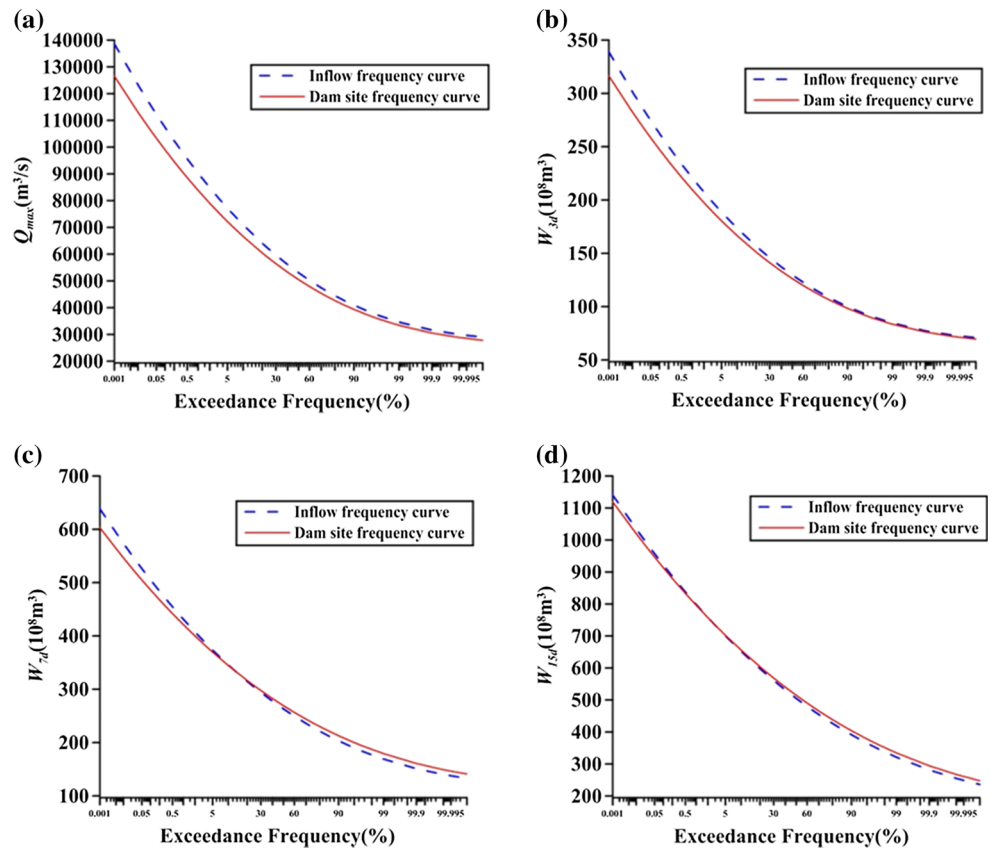 (a)
140000
130000
120000
110000
100000
90000
80000
70000
60000
50000
40000
30000
20000
Qmax(m³/s)
Inflow frequency curve
Dam site frequency curve
0.001 0.05 0.5 5 30 60 90 99 99.9 99.995
Exceedance Frequency(%)
(b)
350
300
250
200
150
100
50
W3d(10⁸m³)
Inflow frequency curve
Dam site frequency curve
0.001 0.05 0.5 5 30 60 90 99 99.9 99.995
Exceedance Frequency(%)
(c)
700
600
500
400
300
200
100
W7d(10⁸m³)
Inflow frequency curve
Dam site frequency curve
0.001 0.05 0.5 5 30 60 90 99 99.9 99.995
Exceedance Frequency(%)
(d)
1200
1100
1000
900
800
700
600
500
400
300
200
W15d(10⁸m³)
Inflow frequency curve
Dam site frequency curve
0.001 0.05 0.5 5 30 60 90 99 99.9 99.995
Exceedance Frequency(%)